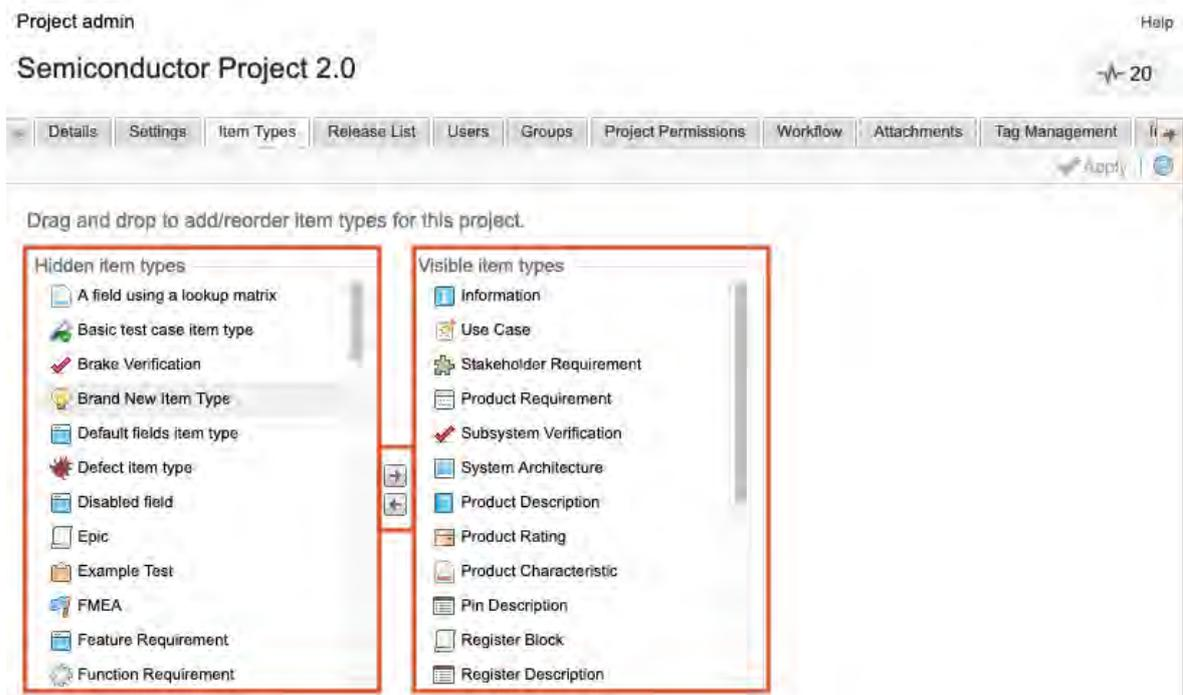 Project admin
Help
Semiconductor Project 2.0
20
Details Settings Item Types Release List Users Groups Project Permissions Workflow Attachments Tag Management
Apply
Drag and drop to add/reorder item types for this project.
Hidden item types
A field using a lookup matrix
Basic test case item type
Brake Verification
Brand New Item Type
Default fields item type
Defect item type
Disabled field
Epic
Example Test
FMEA
Feature Requirement
Function Requirement
Visible item types
Information
Use Case
Stakeholder Requirement
Product Requirement
Subsystem Verification
System Architecture
Product Description
Product Rating
Product Characteristic
Pin Description
Register Block
Register Description